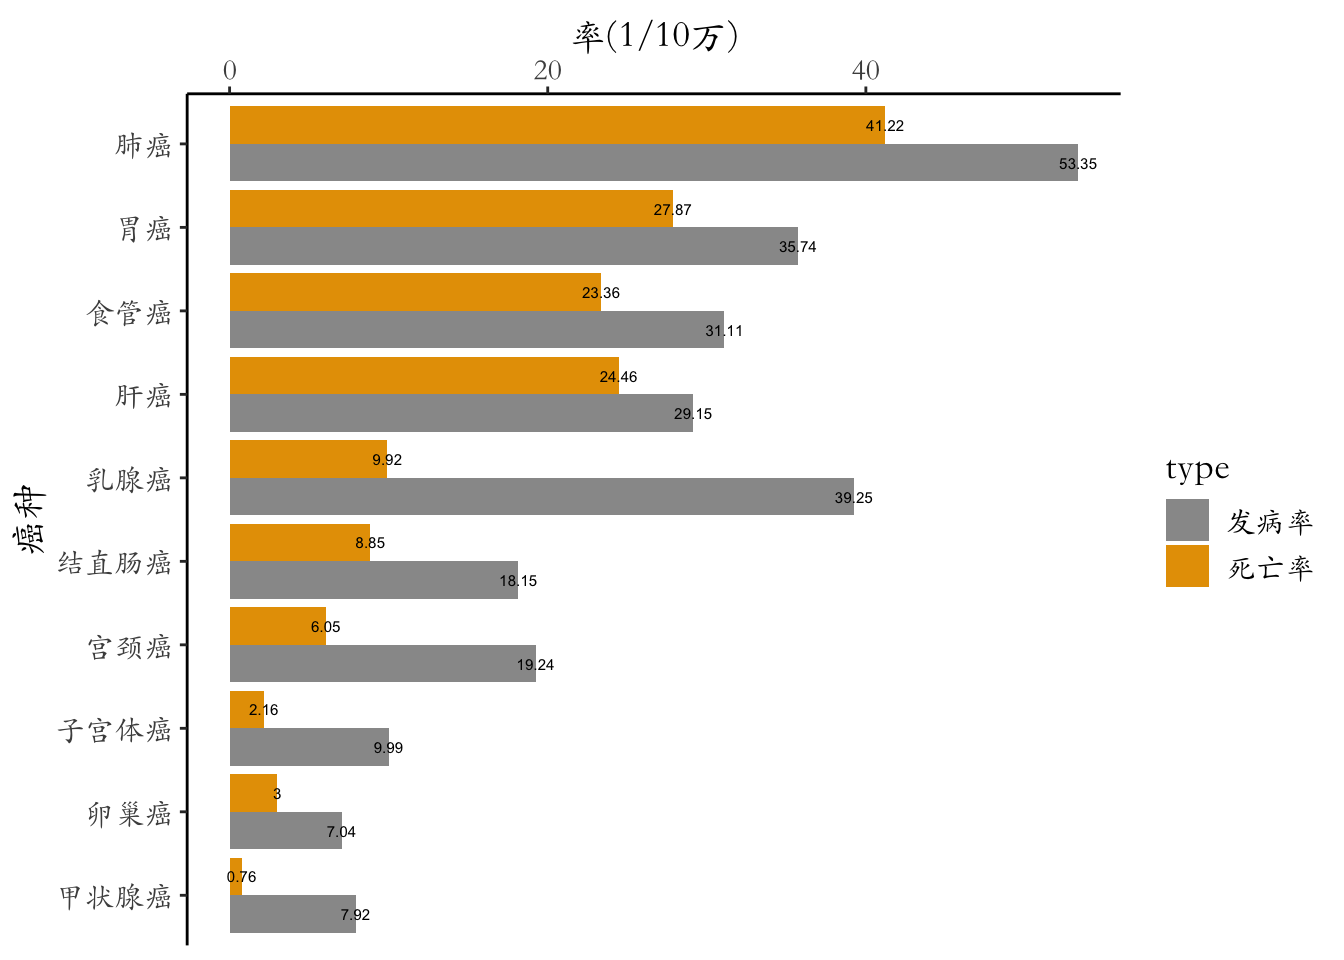 率(1/10万)
0 20 40
肺癌 41.22
53.35
胃癌 27.87
35.74
食管癌 23.36
31.11
肝癌 24.46
29.15
乳腺癌 9.92
39.25
结直肠癌 8.85
18.15
宫颈癌 6.05
19.24
子宫体癌 2.16
9.99
卵巢癌 3
7.04
甲状腺癌 0.76
7.92
癌种
type
发病率
死亡率